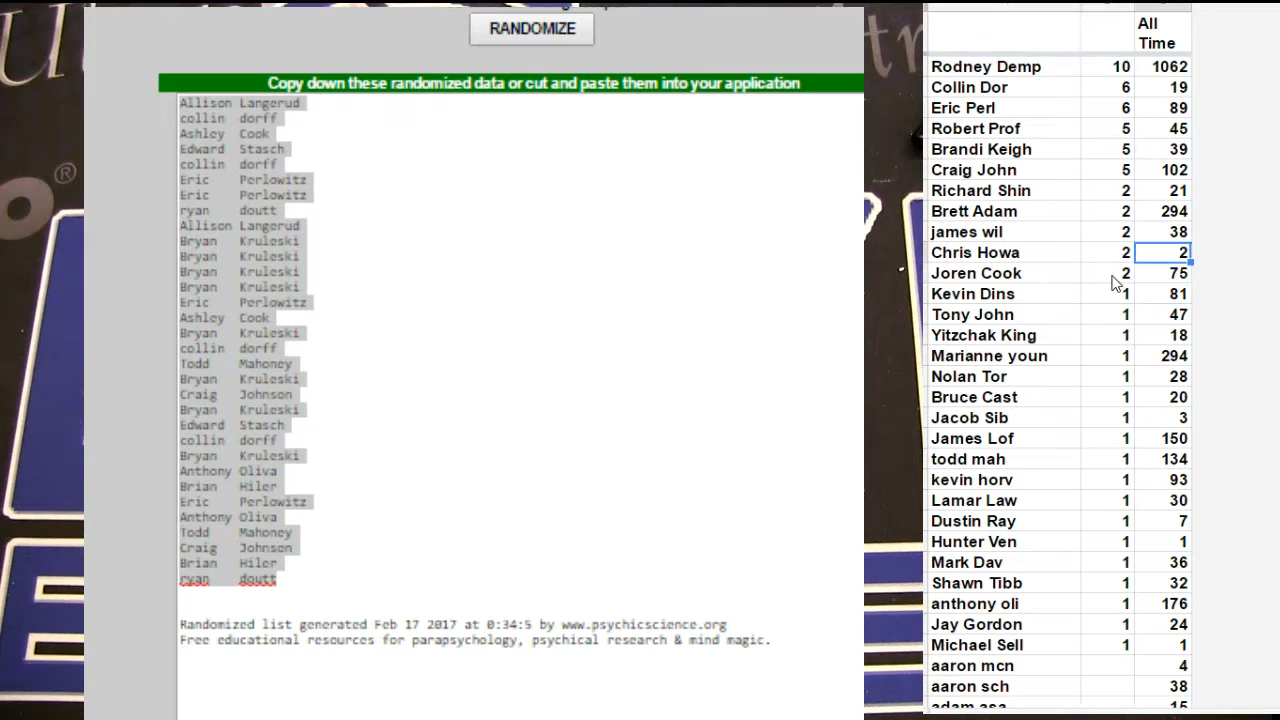 RANDOMIZE
Copy down these randomized data or cut and paste them into your application
Allison Langerud
collin dorff
Ashley Cook
Edward Stasch
collin dorff
Eric Perlowitz
Eric Perlowitz
ryan doutt
Allison Langerud
Bryan Kruleski
Bryan Kruleski
Bryan Kruleski
Bryan Kruleski
Eric Perlowitz
Ashley Cook
Bryan Kruleski
collin dorff
Todd Mahoney
Bryan Kruleski
Craig Johnson
Bryan Kruleski
Edward Stasch
collin dorff
Bryan Kruleski
Anthony Oliva
Brian Hiler
Eric Perlowitz
Anthony Oliva
Todd Mahoney
Craig Johnson
Brian Hiler
ryan doutt
Randomized list generated Feb 17 2017 at 0:34:5 by www.psychicscience.org
Free educational resources for parapsychology, psychical research & mind magic.
All
Time
Rodney Demp 10 1062
Collin Dor 6 19
Eric Perl 6 89
Robert Prof 5 45
Brandi Keigh 5 39
Craig John 5 102
Richard Shin 2 21
Brett Adam 2 294
james wil 2 38
Chris Howa 2 2
Joren Cook 2 75
Kevin Dins 1 81
Tony John 1 47
Yitzchak King 1 18
Marianne youn 1 294
Nolan Tor 1 28
Bruce Cast 1 20
Jacob Sib 1 3
James Lof 1 150
todd mah 1 134
kevin horv 1 93
Lamar Law 1 30
Dustin Ray 1 7
Hunter Ven 1 1
Mark Dav 1 36
Shawn Tibb 1 32
anthony oli 1 176
Jay Gordon 1 24
Michael Sell 1 1
aaron mcn 4
aaron sch 38
adam asa 15
®